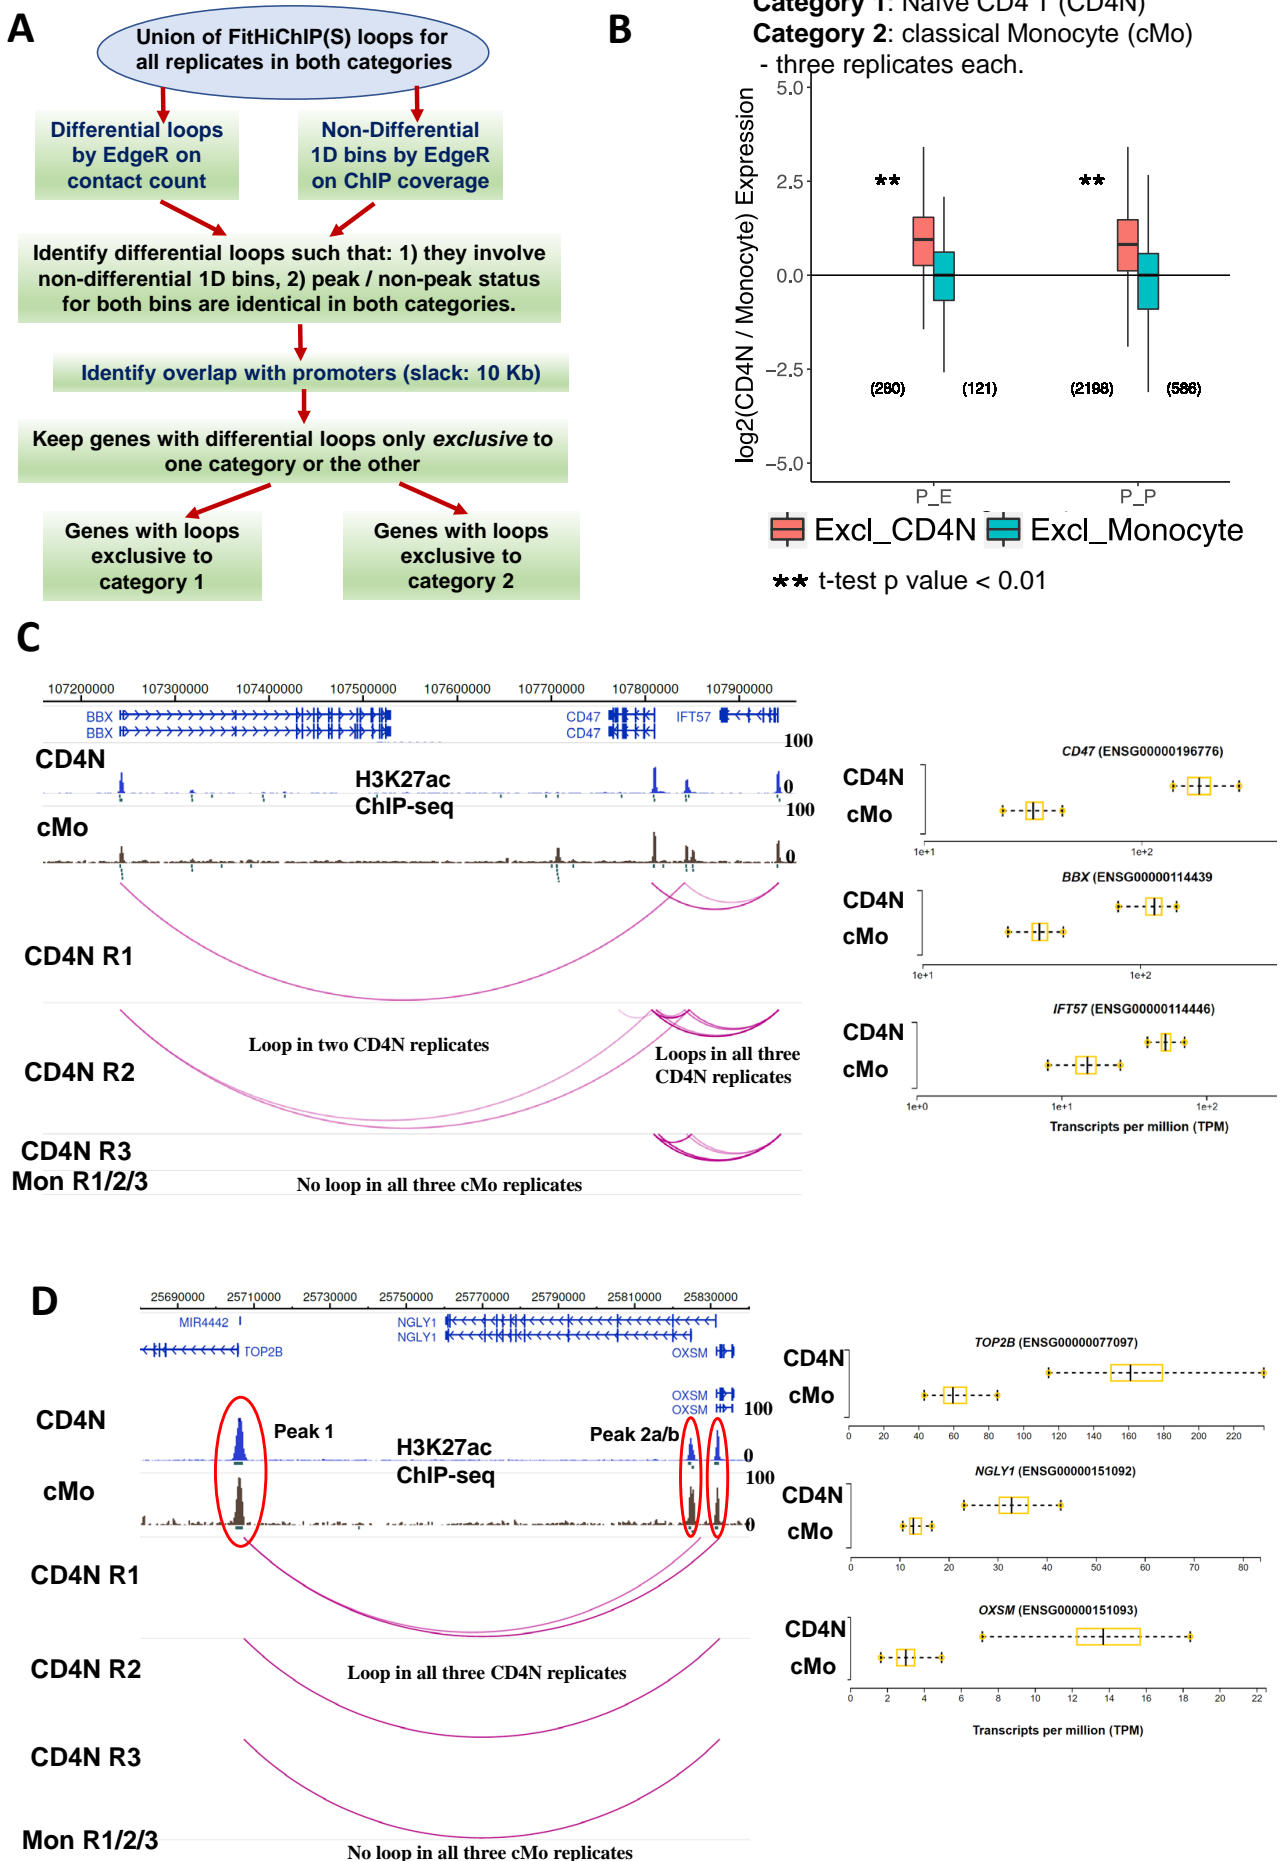 A
Union of FitHiChIP(S) loops for
all replicates in both categories
Differential loops
by EdgeR on
contact count
Non-Differential
1D bins by EdgeR
on ChIP coverage
Identify differential loops such that: 1) they involve
non-differential 1D bins, 2) peak / non-peak status
for both bins are identical in both categories.
Identify overlap with promoters (slack: 10 Kb)
Keep genes with differential loops only exclusive to
one category or the other
Genes with loops
exclusive to
category 1
Genes with loops
exclusive to
category 2
B
Category 1: Naive CD4 T (CD4N)
Category 2: classical Monocyte (cMo)
- three replicates each.
log2(CD4N / Monocyte) Expression
5.0
2.5
0.0
−2.5
−5.0
** **
(280) (121) (2198) (586)
P_E P_P
Excl_CD4N Excl_Monocyte
** t-test p value < 0.01
C
107200000 107300000 107400000 107500000 107600000 107700000 107800000 107900000
BBX CD47 IFT57
BBX CD47
CD4N
100
H3K27ac
ChIP-seq
0
100
cMo
0
CD4N R1
Loop in two CD4N replicates
Loops in all three
CD4N replicates
CD4N R2
CD4N R3
Mon R1/2/3
No loop in all three cMo replicates
CD47 (ENSG00000196776)
CD4N
cMo
1e+1 1e+2
BBX (ENSG00000114439
CD4N
cMo
1e+1 1e+2
IFT57 (ENSG00000114446)
CD4N
cMo
1e+0 1e+1 1e+2
Transcripts per million (TPM)
D
25690000 25710000 25730000 25750000 25770000 25790000 25810000 25830000
MIR4442 NGLY1
NGLY1
TOP2B OXSM
OXSM
OXSM
CD4N
100
Peak 1
Peak 2a/b
H3K27ac
ChIP-seq
0
100
cMo
0
CD4N R1
CD4N R2
Loop in all three CD4N replicates
CD4N R3
Mon R1/2/3
No loop in all three cMo replicates
TOP2B (ENSG00000077097)
CD4N
cMo
0 20 40 60 80 100 120 140 160 180 200 220
NGLY1 (ENSG00000151092)
CD4N
cMo
0 10 20 30 40 50 60 70 80
OXSM (ENSG00000151093)
CD4N
cMo
0 2 4 6 8 10 12 14 16 18 20 22
Transcripts per million (TPM)